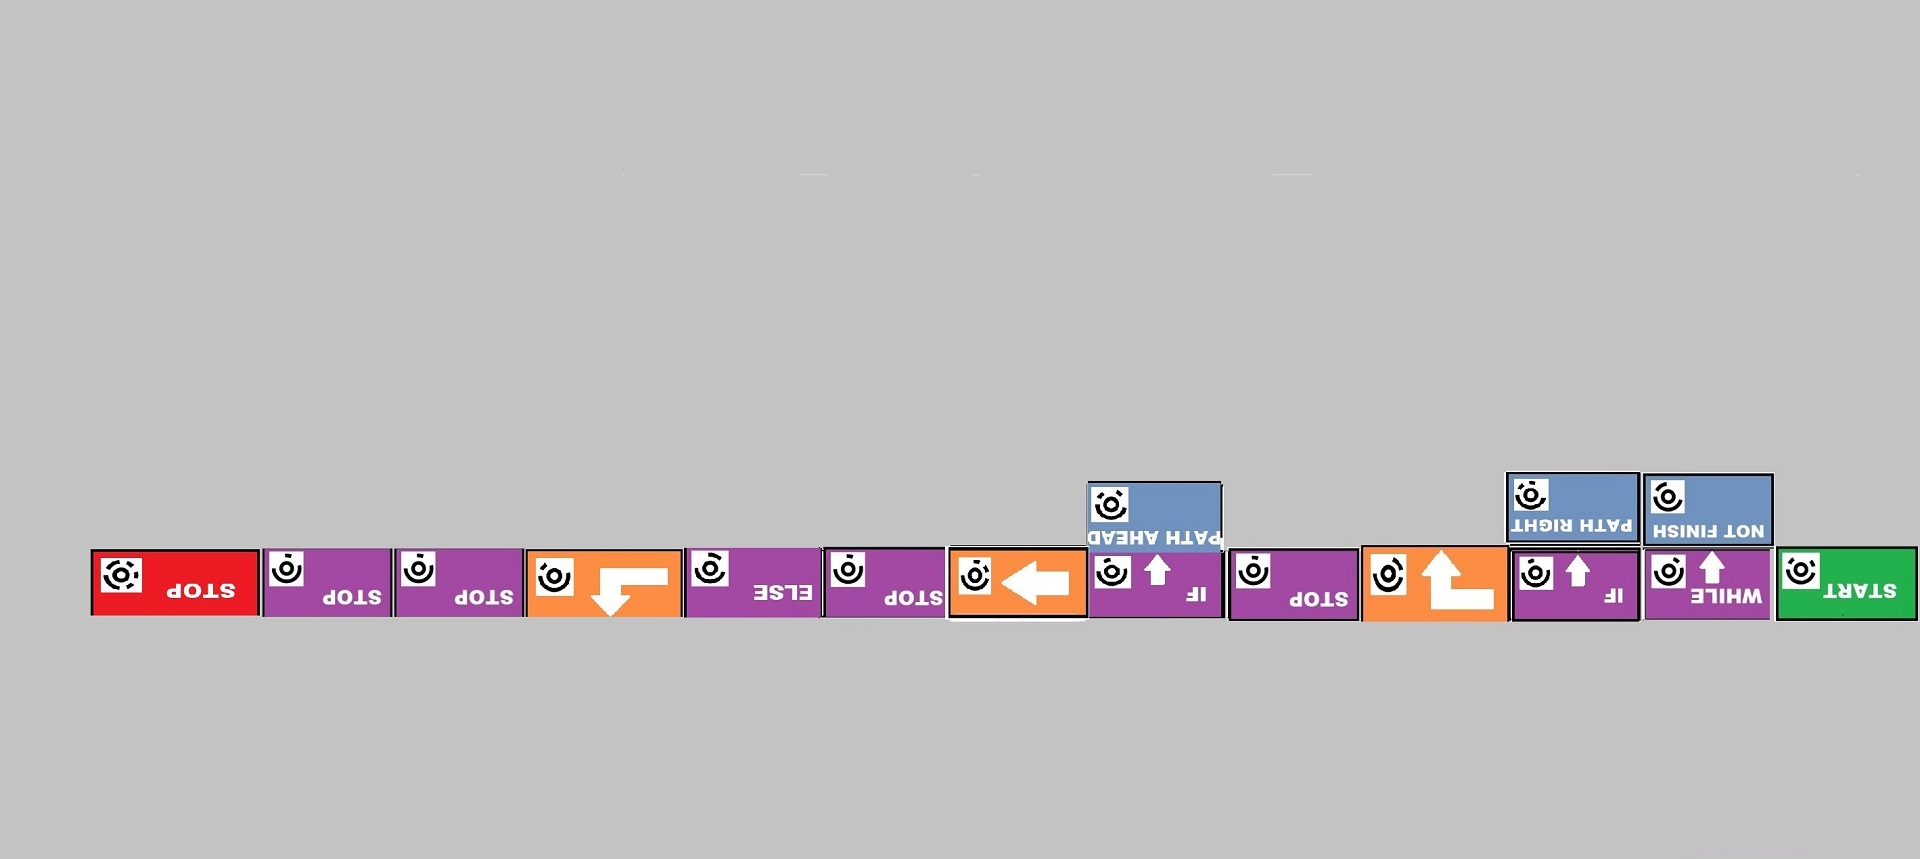 START
WHILE
IF
STOP
IF
STOP
ELSE
STOP
STOP
STOP
NOT FINISH
PATH RIGHT
PATH AHEAD